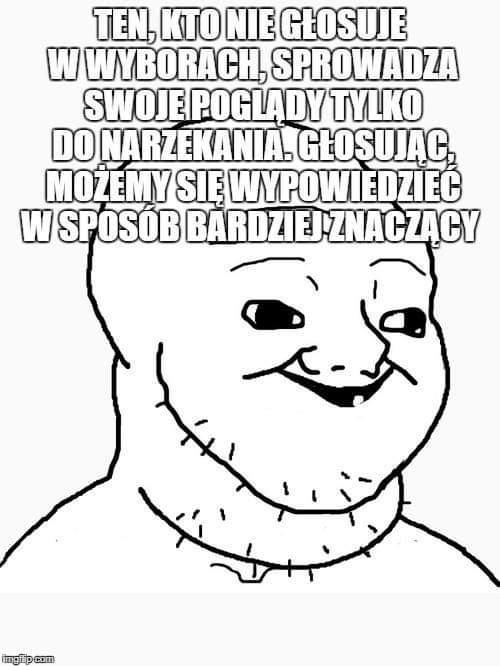 TEN, KTO NIE GŁOSUJE
W WYBORACH, SPROWADZA
SWOJE POGLĄDY TYLKO
DO NARZEKANIA. GŁOSUJĄC,
MOŻEMY SIĘ WYPOWIEDZIEĆ
W SPOSÓB BARDZIEJ ZNACZĄCY
imgflip.com